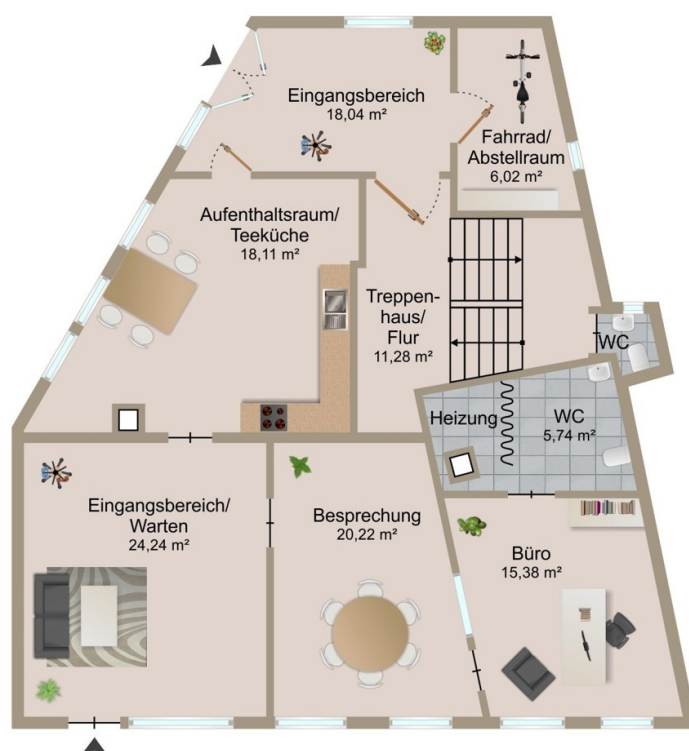 Eingangsbereich
18,04 m²
Fahrrad/
Abstellraum
6,02 m²
Aufenthaltsraum/
Teeküche
18,11 m²
Treppen-
haus/
Flur
11,28 m²
WC
Heizung
WC
5,74 m²
Eingangsbereich/
Warten
24,24 m²
Besprechung
20,22 m²
Büro
15,38 m²